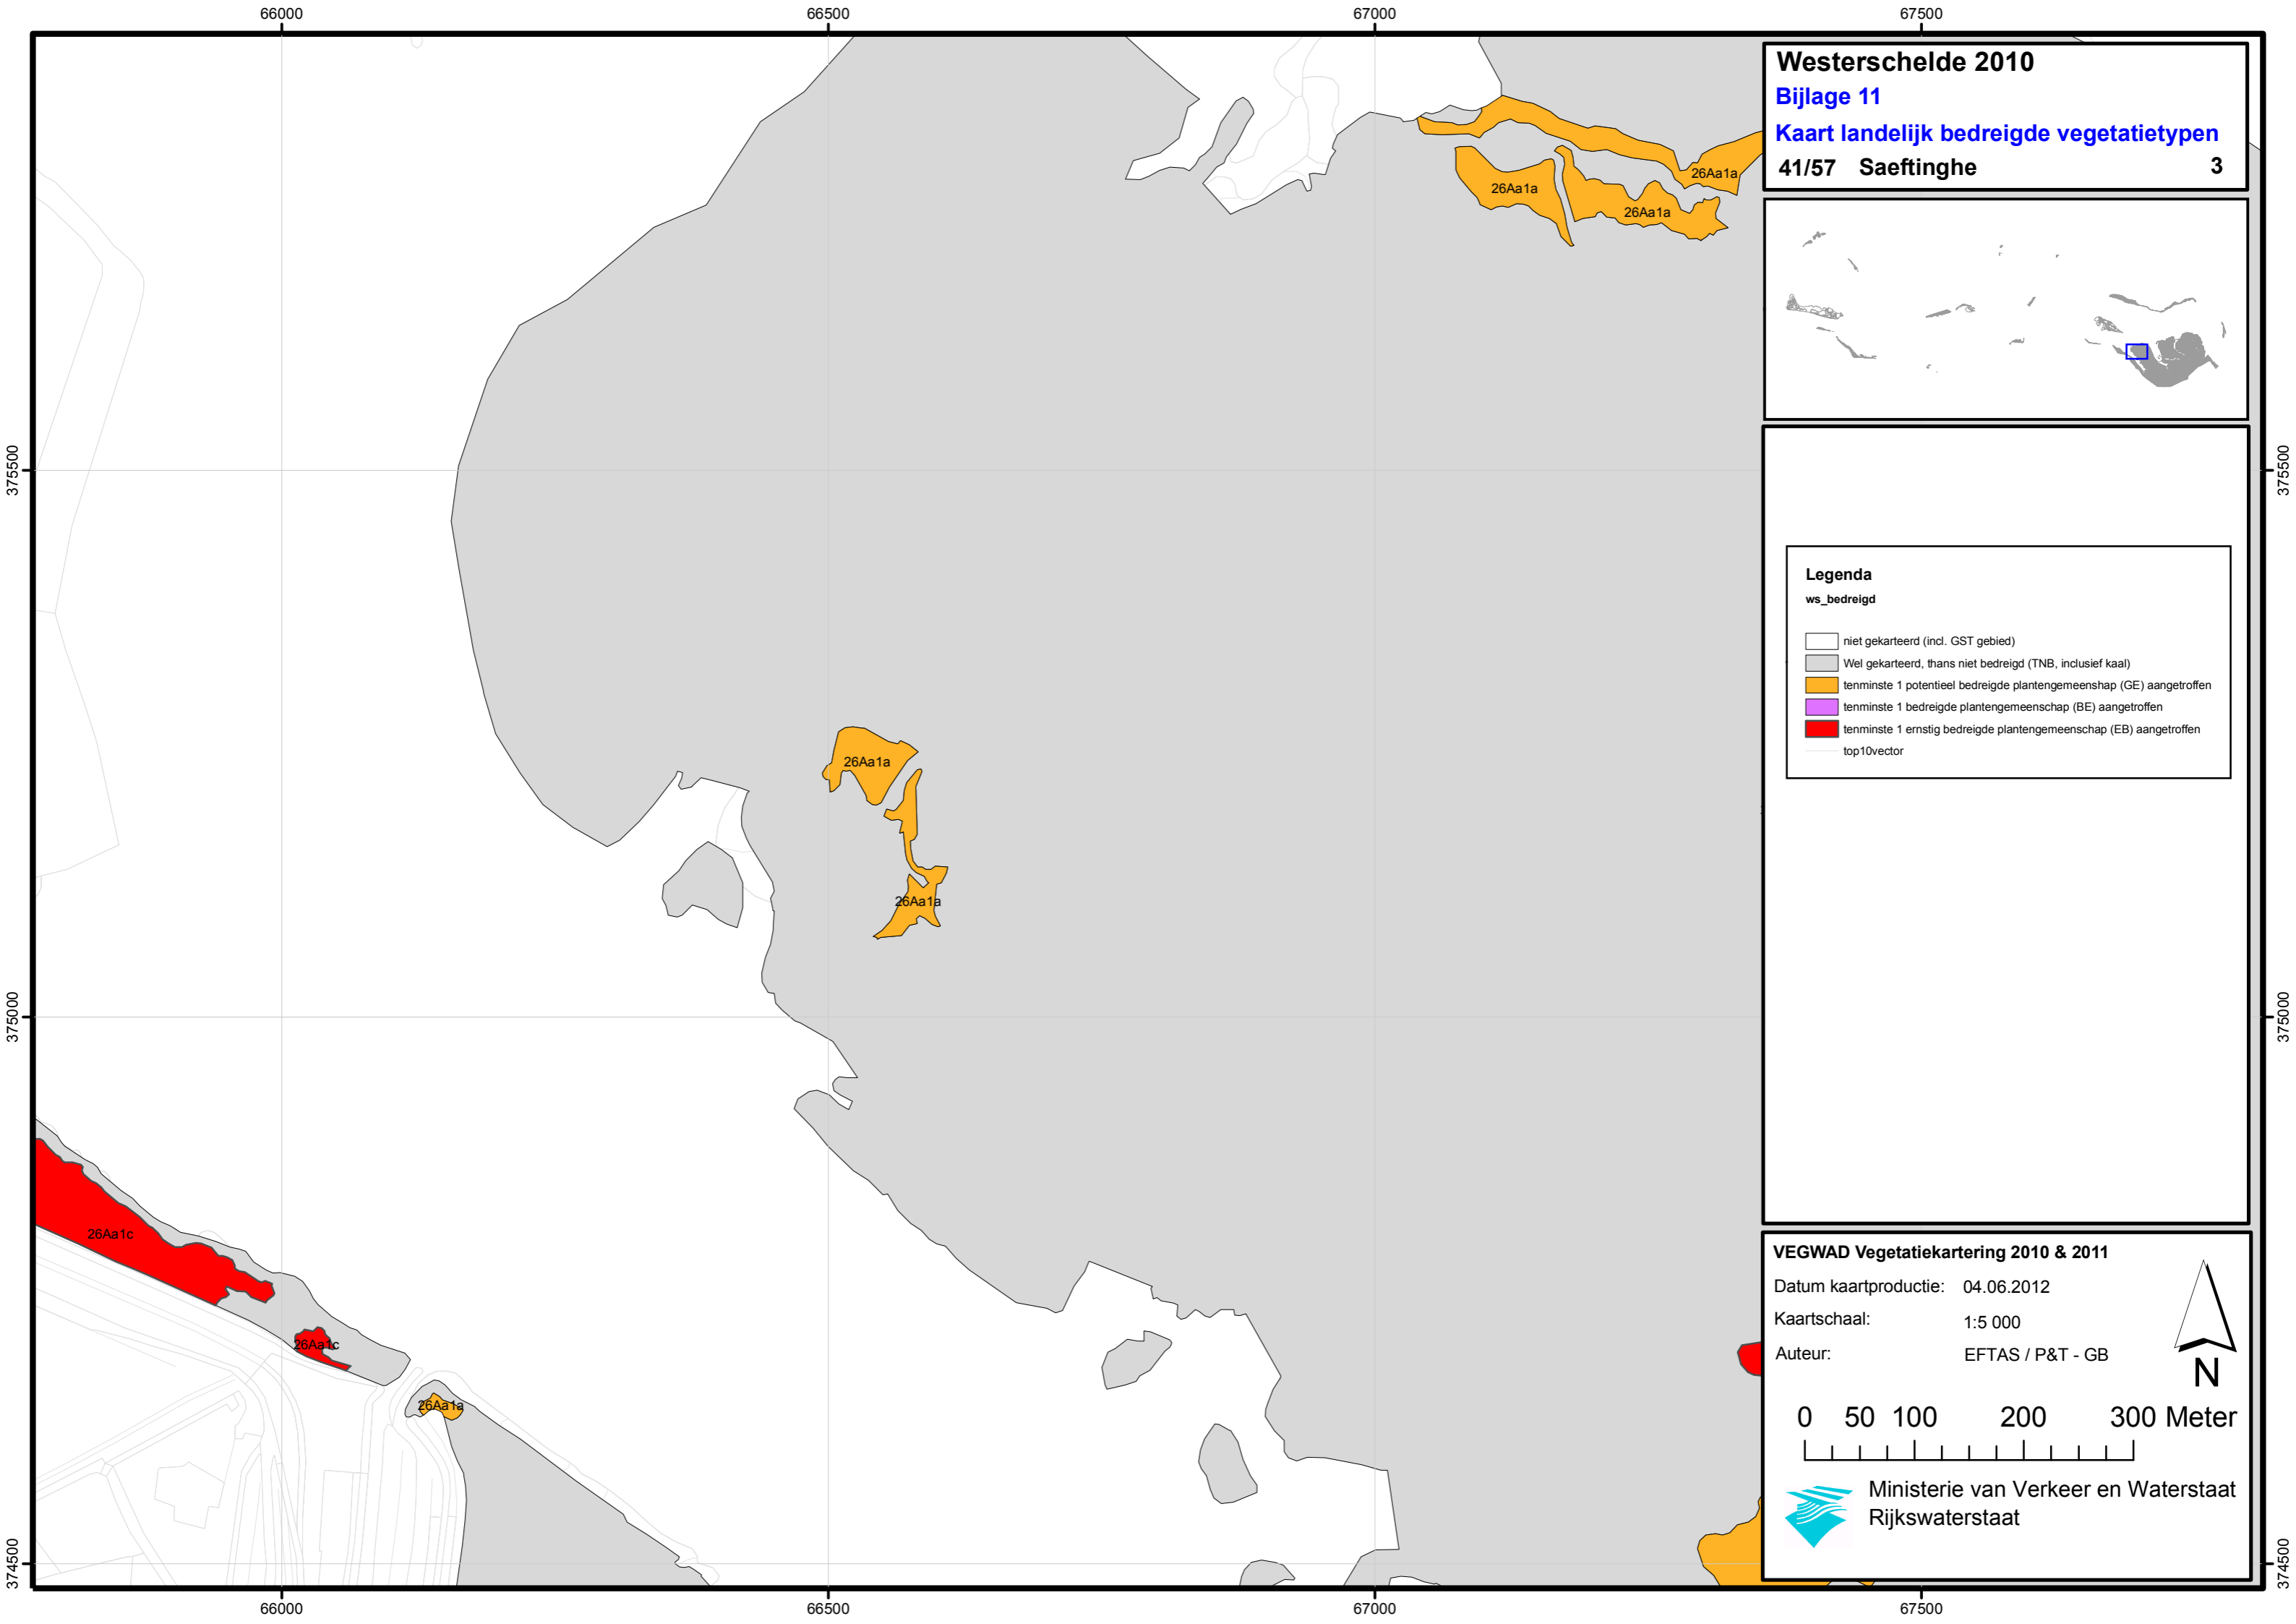 66000 66500 67000 67500
Westerschelde 2010
Bijlage 11
Kaart landelijk bedreigde vegetatietypen
41/57 Saeftinghe 3
26Aa1a
26Aa1a
26Aa1a
375500 375500
Legenda
ws_bedreigd
niet gekarteerd (incl. GST gebied)
Wel gekarteerd, thans niet bedreigd (TNB, inclusief kaal)
tenminste 1 potentieel bedreigde plantengemeenshap (GE) aangetroffen
tenminste 1 bedreigde plantengemeenschap (BE) aangetroffen
tenminste 1 ernstig bedreigde plantengemeenschap (EB) aangetroffen
top10vector
26Aa1a
26Aa1a
375000 375000
26Aa1c
26Aa1c
26Aa1a
VEGWAD Vegetatiekartering 2010 & 2011
Datum kaartproductie: 04.06.2012
Kaartschaal: 1:5 000
Auteur: EFTAS / P&T - GB
N
0 50 100 200 300 Meter
Ministerie van Verkeer en Waterstaat
Rijkswaterstaat
374500 374500
66000 66500 67000 67500